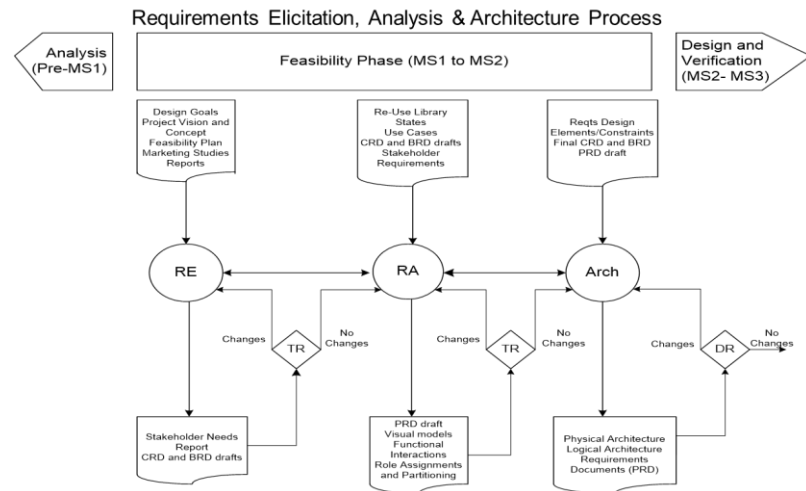 Requirements Elicitation, Analysis & Architecture Process
Analysis
(Pre-MS1)
Feasibility Phase (MS1 to MS2)
Design and
Verification
(MS2- MS3)
Design Goals
Project Vision and
Concept
Feasibility Plan
Marketing Studies
Reports
Re-Use Library
States
Use Cases
CRD and BRD drafts
Stakeholder
Requirements
Reqts Design
Elements/Constraints
Final CRD and BRD
PRD draft
RE
RA
Arch
Changes
TR
No
Changes
Changes
TR
No
Changes
Changes
DR
No
Changes
Stakeholder Needs
Report
CRD and BRD drafts
PRD draft
Visual models
Functional
Interactions
Role Assignments
and Partitioning
Physical Architecture
Logical Architecture
Requirements
Documents (PRD)